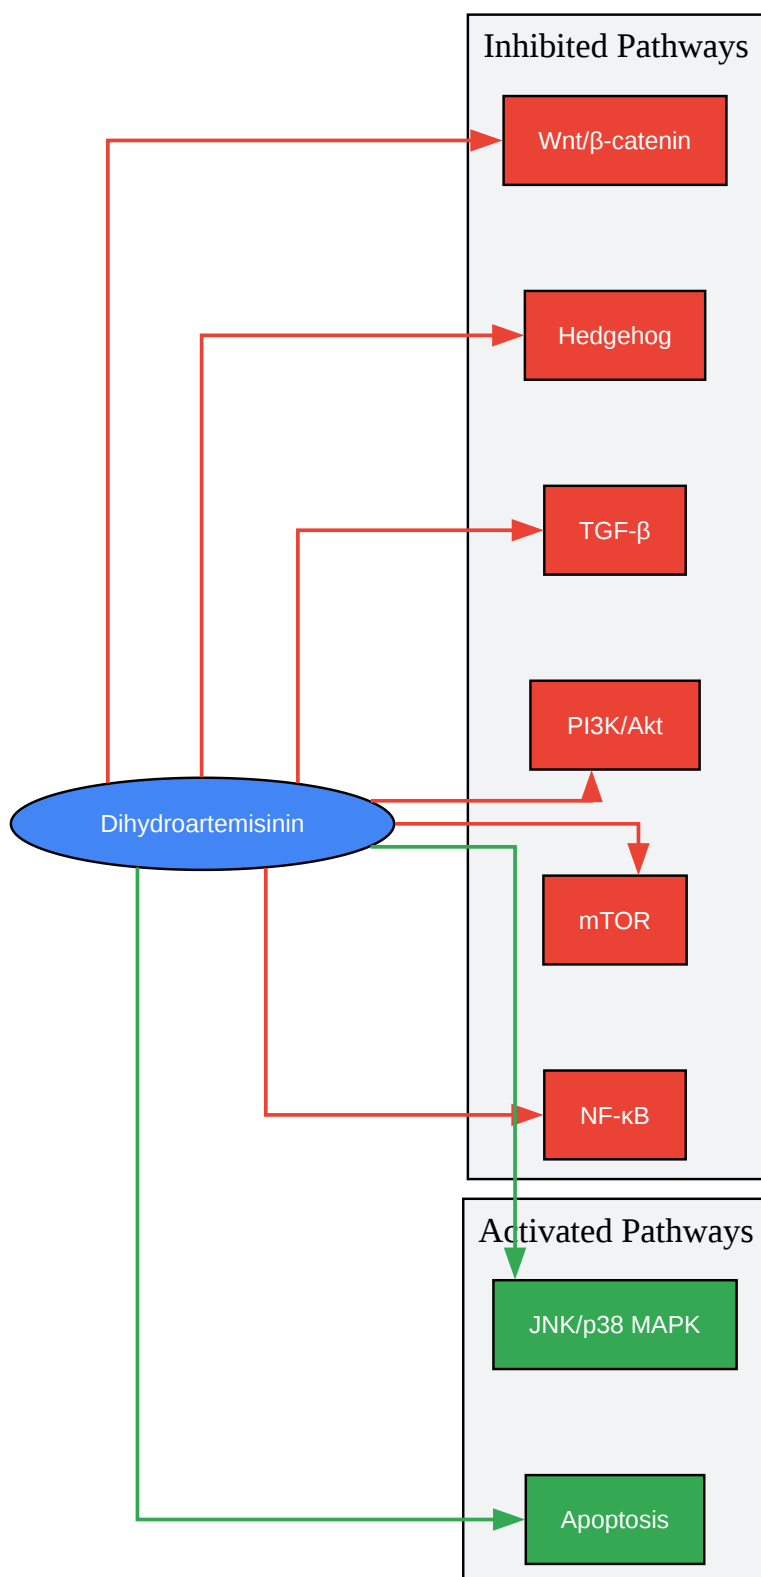 Inhibited Pathways
Wnt/β-catenin
Hedgehog
TGF-β
PI3K/Akt
Dihydroartemisinin
mTOR
NF-κB
Activated Pathways
JNK/p38 MAPK
Apoptosis